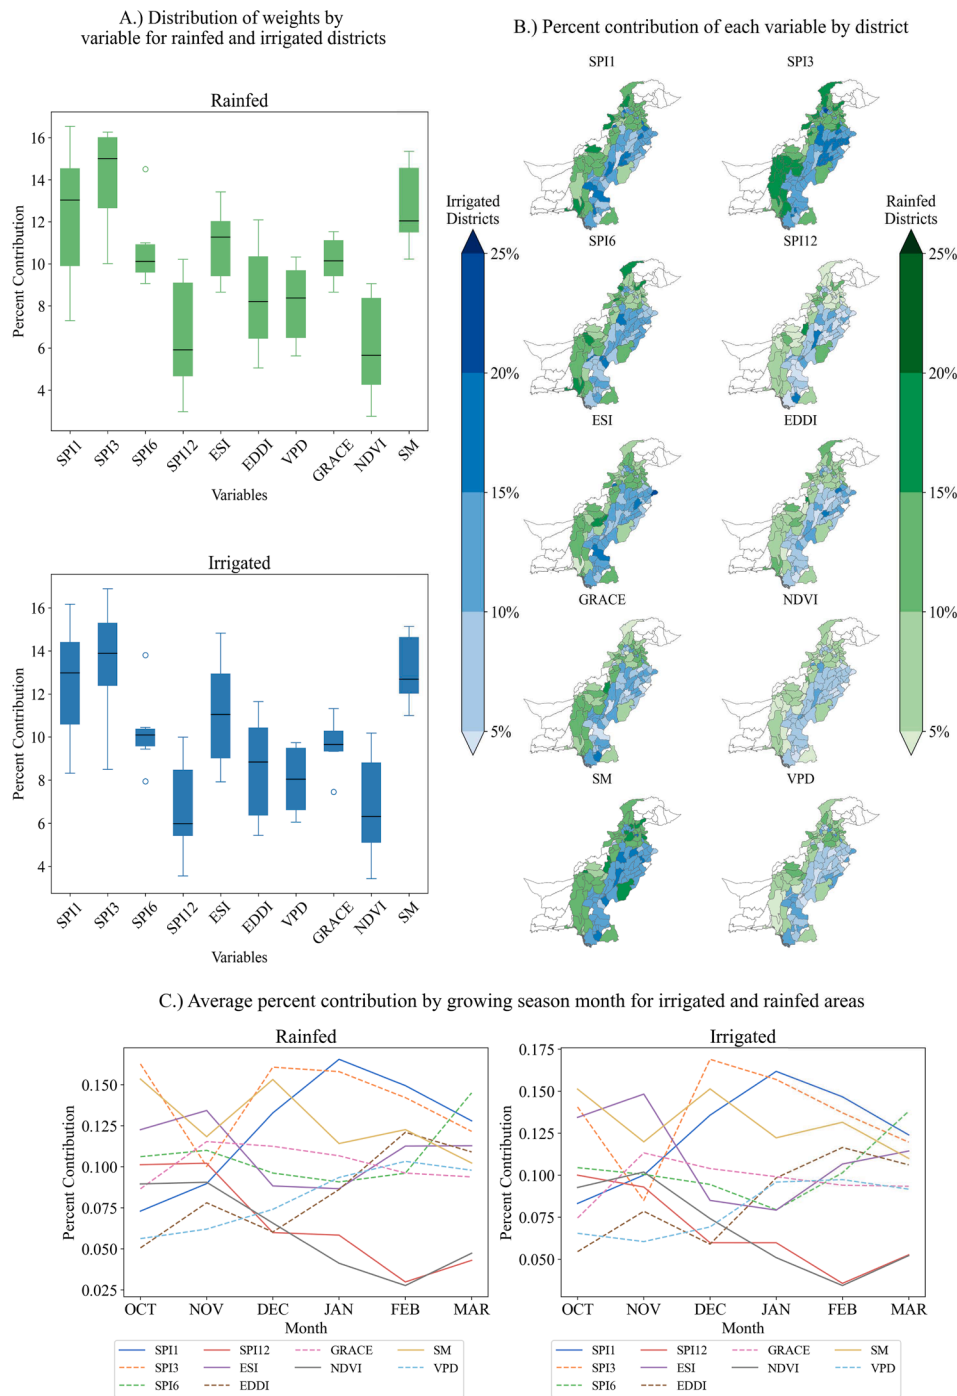 A.) Distribution of weights by
variable for rainfed and irrigated districts
Rainfed
Percent Contribution
16
14
12
10
8
6
4
SPI1
SPI3
SPI6
SPI12
ESI
EDDI
VPD
GRACE
NDVI
SM
Variables
Irrigated
Percent Contribution
16
14
12
10
8
6
4
SPI1
SPI3
SPI6
SPI12
ESI
EDDI
VPD
GRACE
NDVI
SM
Variables
B.) Percent contribution of each variable by district
Irrigated
Districts
25%
20%
15%
10%
5%
SPI1
SPI3
SPI6
SPI12
ESI
EDDI
GRACE
NDVI
SM
VPD
Rainfed
Districts
25%
20%
15%
10%
5%
C.) Average percent contribution by growing season month for irrigated and rainfed areas
Rainfed
Percent Contribution
0.150
0.125
0.100
0.075
0.050
0.025
OCT
NOV
DEC
JAN
FEB
MAR
Month
SPI1
SPI3
SPI6
SPI12
ESI
EDDI
GRACE
NDVI
SM
VPD
Irrigated
Percent Contribution
0.175
0.150
0.125
0.100
0.075
0.050
OCT
NOV
DEC
JAN
FEB
MAR
Month
SPI1
SPI3
SPI6
SPI12
ESI
EDDI
GRACE
NDVI
SM
VPD